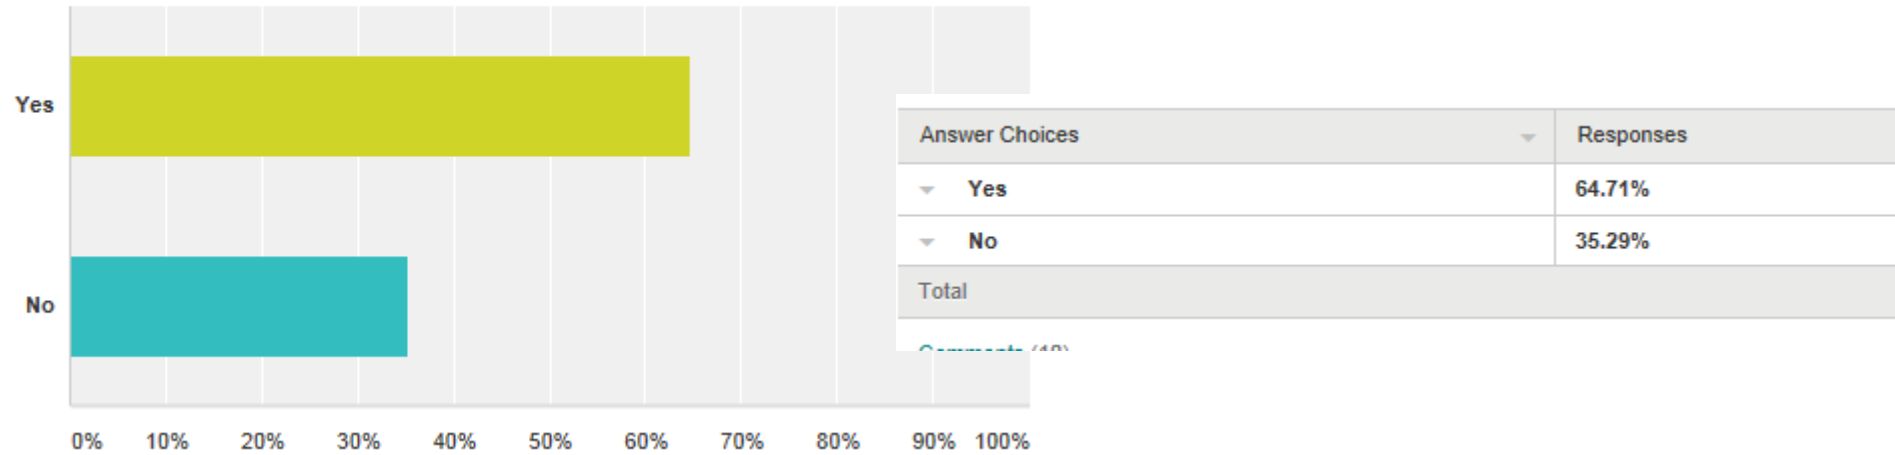 Yes
No
0% 10% 20% 30% 40% 50% 60% 70% 80% 90% 100%
Answer Choices Responses
Yes 64.71%
No 35.29%
Total